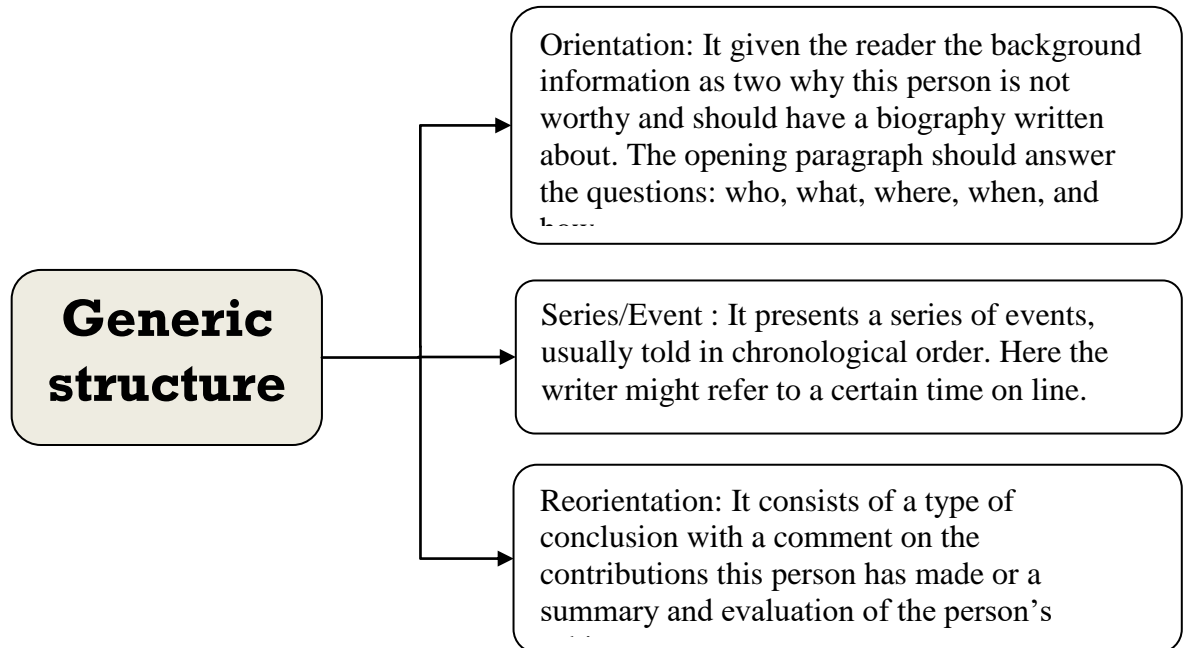 Generic
structure
Orientation: It given the reader the background
information as two why this person is not
worthy and should have a biography written
about. The opening paragraph should answer
the questions: who, what, where, when, and
Series/Event : It presents a series of events,
usually told in chronological order. Here the
writer might refer to a certain time on line.
Reorientation: It consists of a type of
conclusion with a comment on the
contributions this person has made or a
summary and evaluation of the person’s